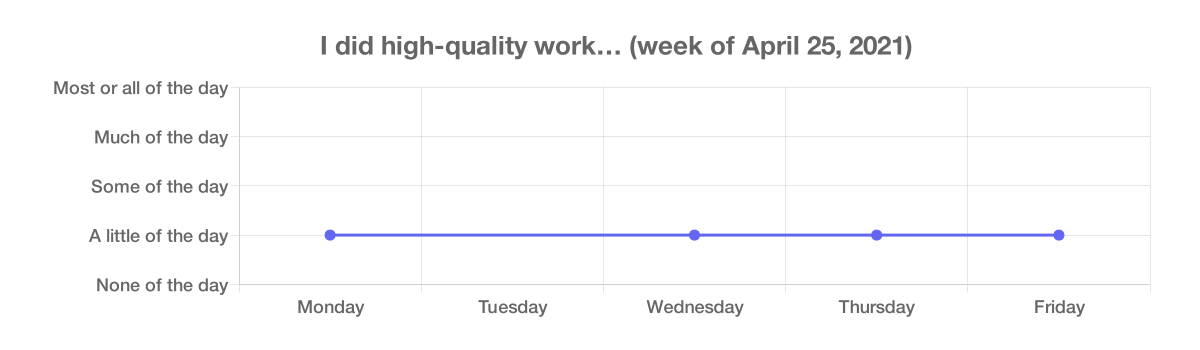 I did high-quality work… (week of April 25, 2021)
Most or all of the day
Much of the day
Some of the day
A little of the day
None of the day
Monday Tuesday Wednesday Thursday Friday